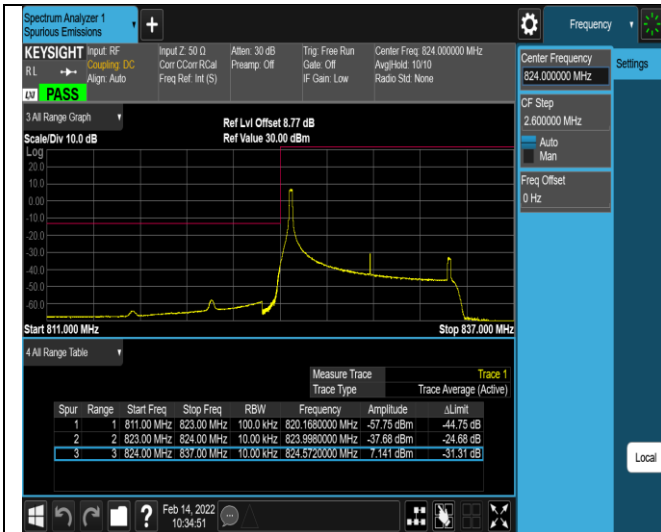 Spectrum Analyzer 1
Spurious Emissions
Frequency
KEYSIGHT
R L
PASS
Input: RF
Coupling: DC
Align: Auto
Input Z: 50 Ω
Corr CCorr RCal
Freq Ref: Int (S)
Atten: 30 dB
Preamp: Off
Trig: Free Run
Gate: Off
IF Gain: Low
Center Freq: 824.000000 MHz
Avg|Hold: 10/10
Radio Std: None
Center Frequency
824.000000 MHz
Settings
CF Step
2.600000 MHz
Auto
Man
Freq Offset
0 Hz
3 All Range Graph
Scale/Div 10.0 dB
Ref Lvl Offset 8.77 dB
Ref Value 30.00 dBm
Log
20.0
10.0
0.00
-10.0
-20.0
-30.0
-40.0
-50.0
-60.0
Start 811.000 MHz
Stop 837.000 MHz
4 All Range Table
Measure Trace Trace 1
Trace Type Trace Average (Active)
Spur Range Start Freq Stop Freq RBW Frequency Amplitude ΔLimit
1 1 811.00 MHz 823.00 MHz 100.0 kHz 820.1680000 MHz -57.75 dBm -44.75 dB
2 2 823.00 MHz 824.00 MHz 10.00 kHz 823.9980000 MHz -37.68 dBm -24.68 dB
3 3 824.00 MHz 837.00 MHz 10.00 kHz 824.5720000 MHz 7.141 dBm -31.31 dB
Local
Feb 14, 2022
10:34:51